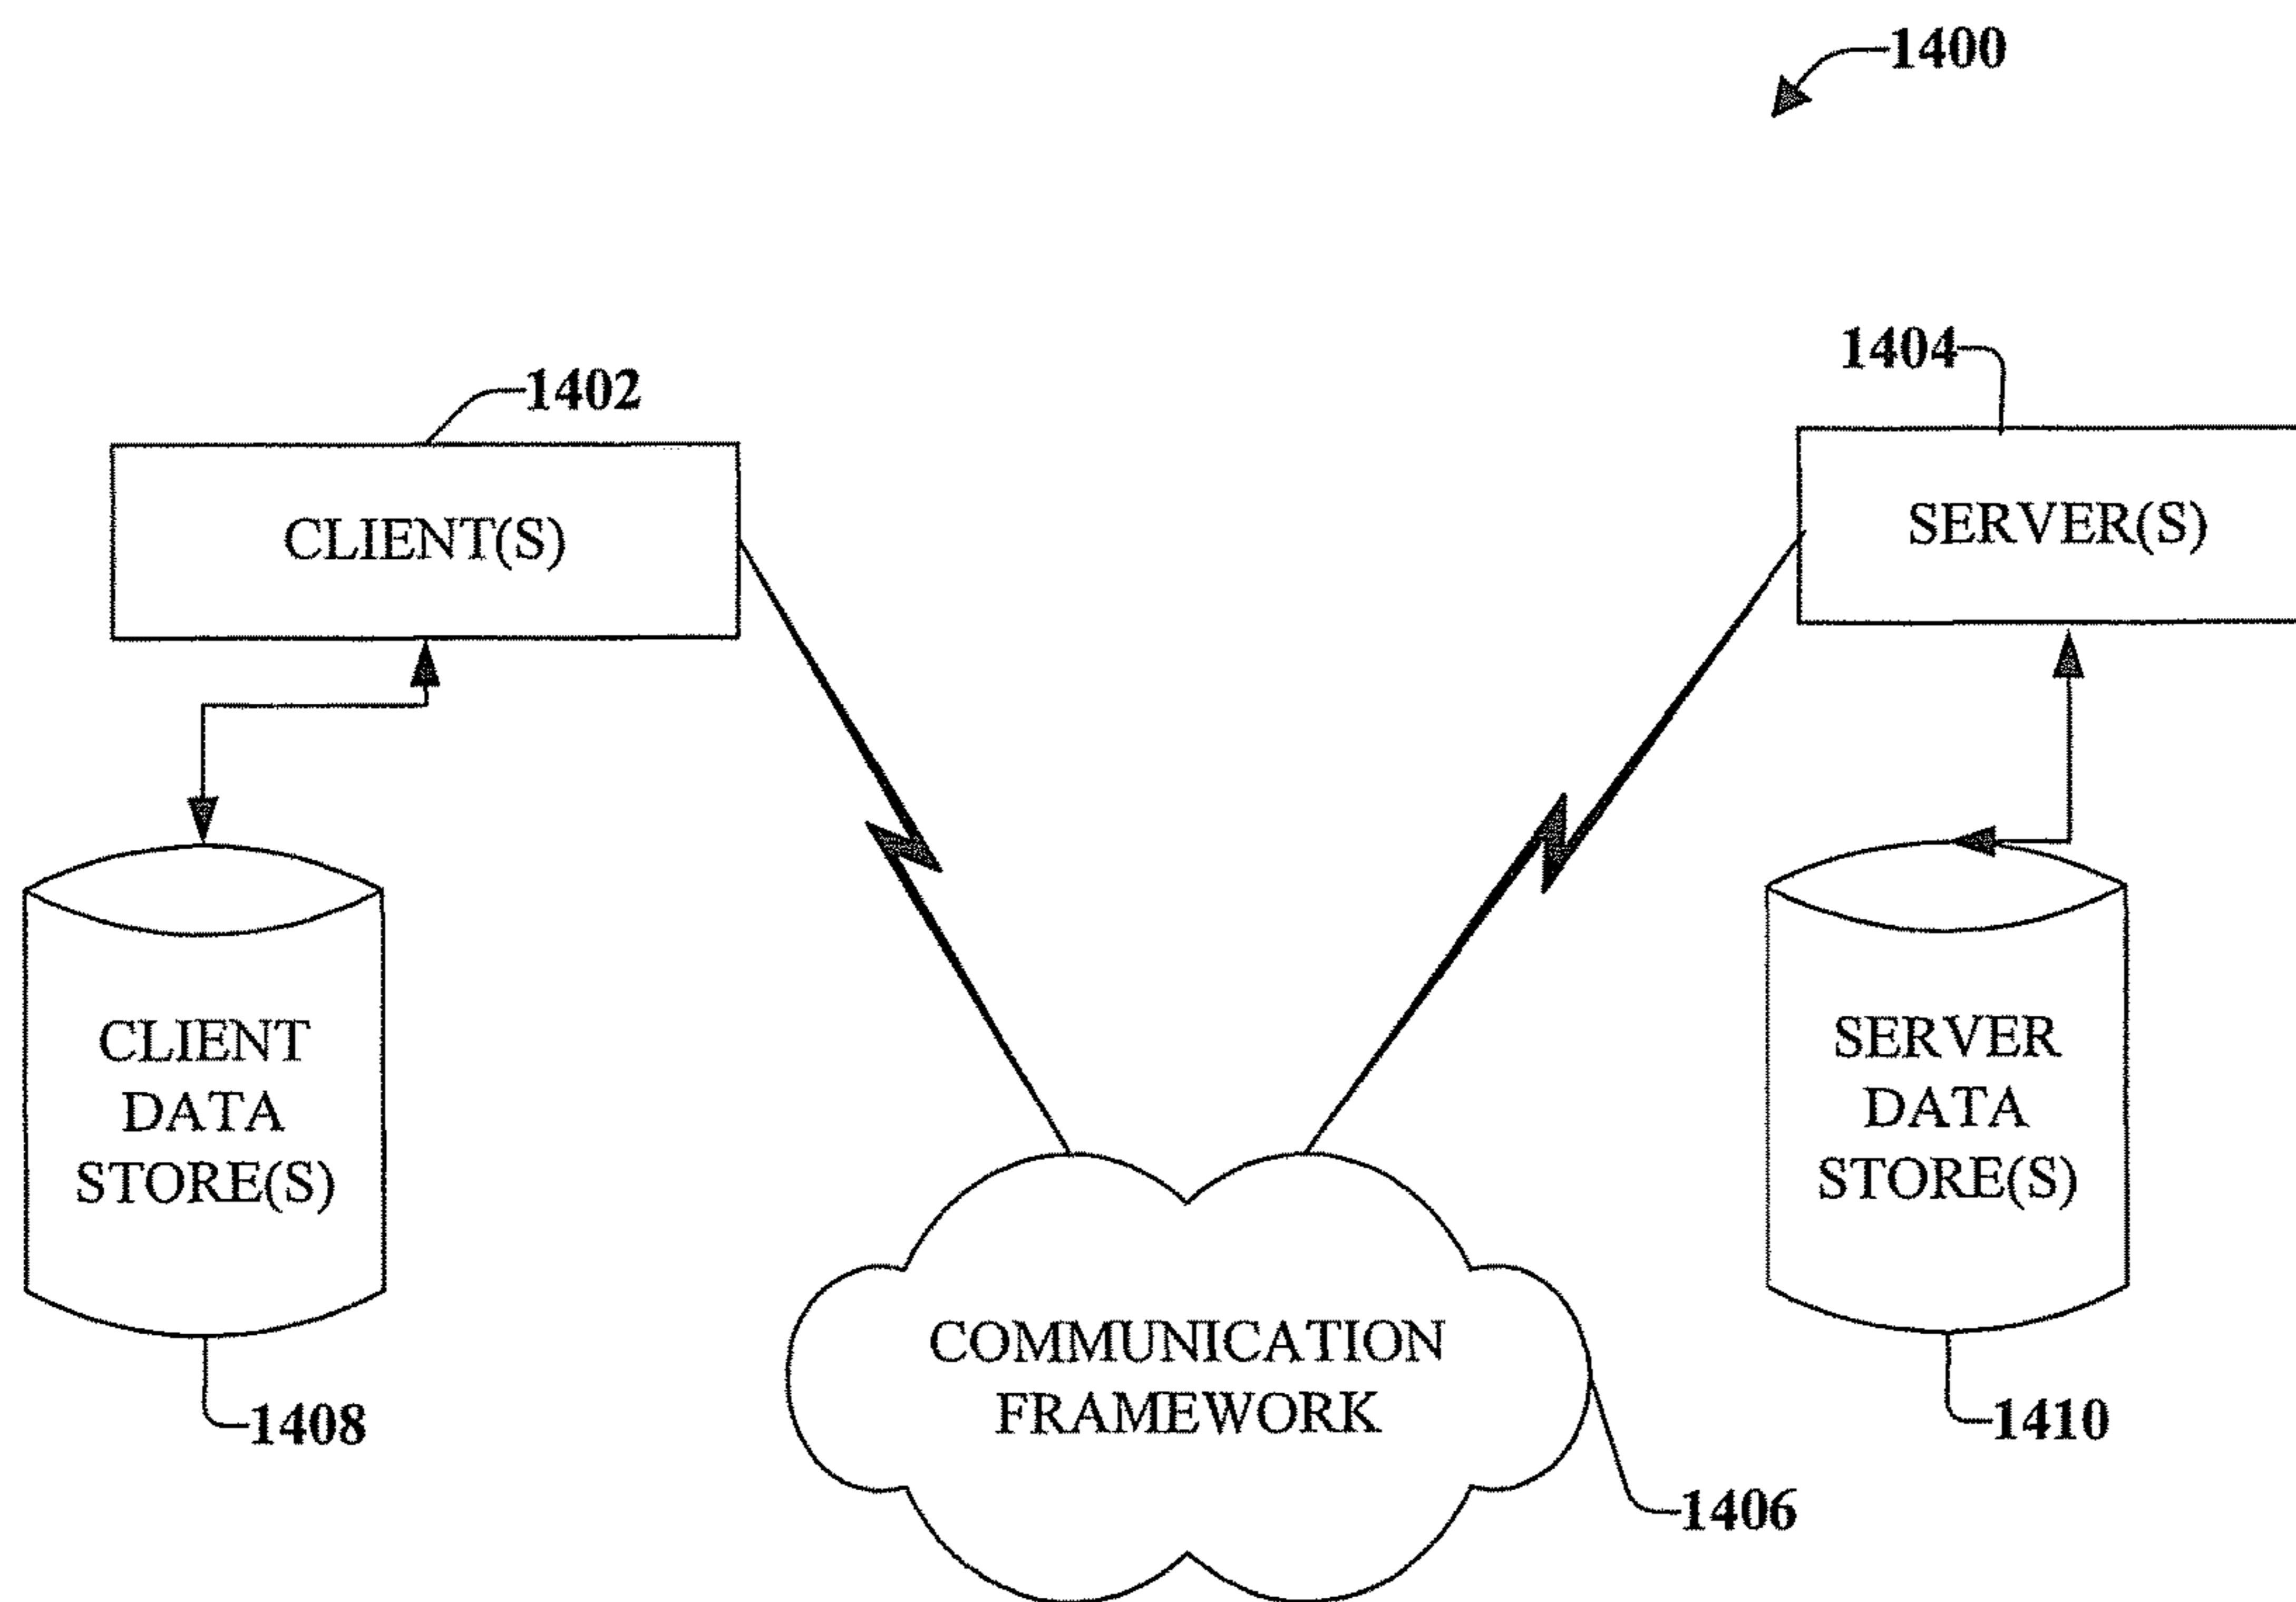 1400
1404
1402
CLIENT(S)
SERVER(S)
CLIENT
DATA
STORE(S)
SERVER
DATA
STORE(S)
COMMUNICATION
FRAMEWORK
1408
1410
1406